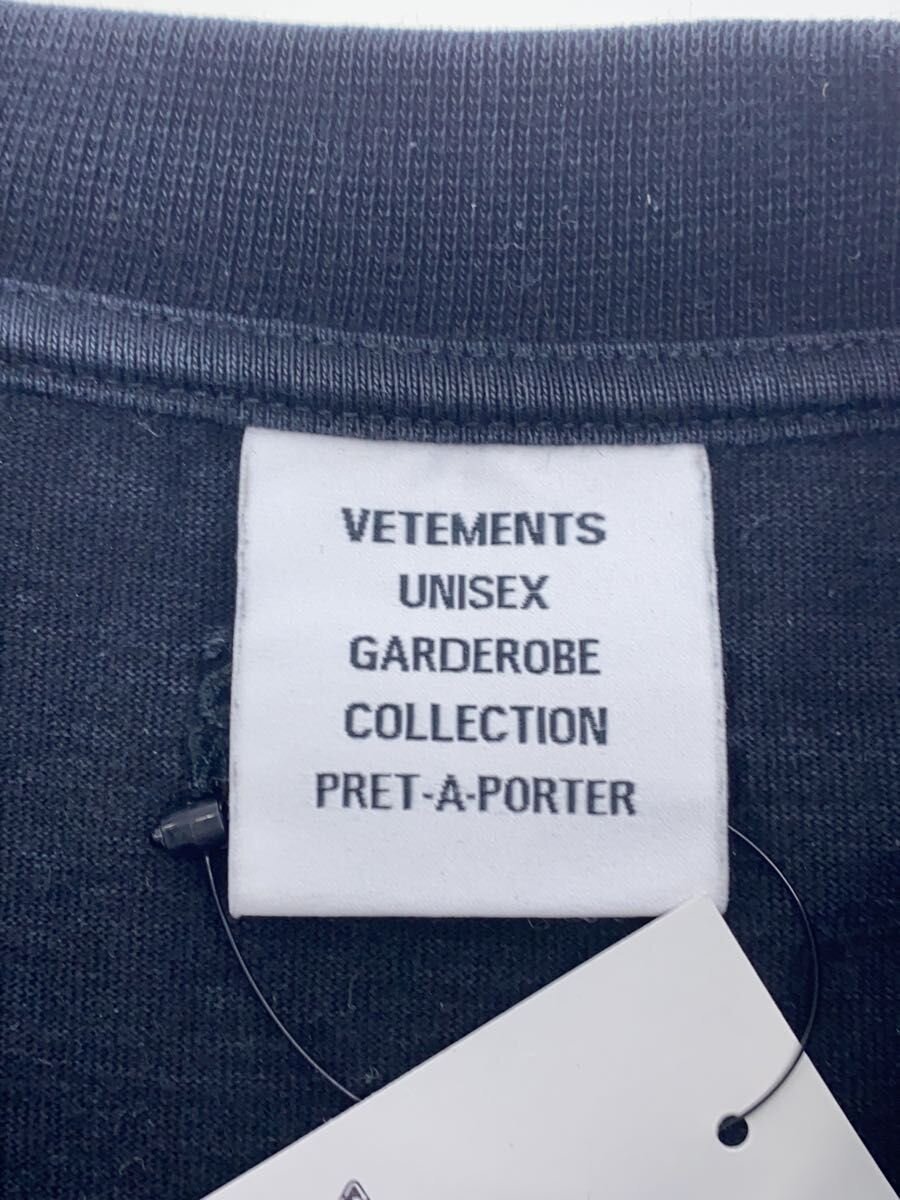 VETEMENTS
UNISEX
GARDEROBE
COLLECTION
PRET-A-PORTER